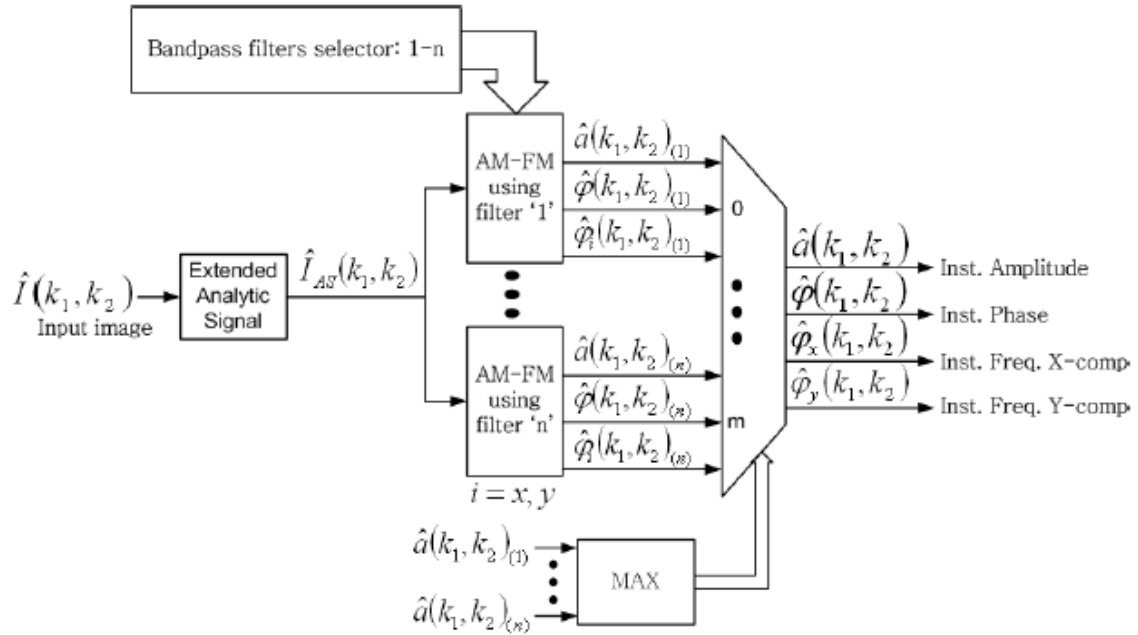 Bandpass filters selector: 1-n
AM-FM
using
filter '1'
â(k₁, k₂)₍₁₎
φ̂(k₁, k₂)₍₁₎
φ̂ᵢ(k₁, k₂)₍₁₎
0
Î(k₁, k₂)
Input image
Extended
Analytic
Signal
Î_AS(k₁, k₂)
â(k₁, k₂)
Inst. Amplitude
φ̂(k₁, k₂)
Inst. Phase
φ̂ₓ(k₁, k₂)
Inst. Freq. X-comp
φ̂_y(k₁, k₂)
Inst. Freq. Y-comp
AM-FM
using
filter 'n'
â(k₁, k₂)₍ₙ₎
φ̂(k₁, k₂)₍ₙ₎
φ̂ᵢ(k₁, k₂)₍ₙ₎
m
i = x, y
â(k₁, k₂)₍₁₎
â(k₁, k₂)₍ₙ₎
MAX